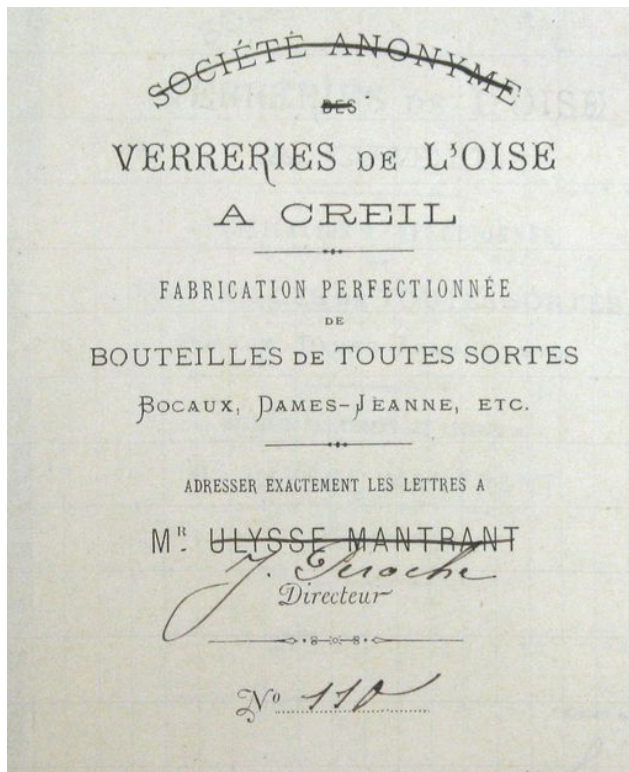 SOCIÉTÉ ANONYME
DES
VERRERIES DE L'OISE
A CREIL
FABRICATION PERFECTIONNÉE
DE
BOUTEILLES DE TOUTES SORTES
BOCAUX, DAMES-JEANNE, ETC.
ADRESSER EXACTEMENT LES LETTRES A
MR. ULYSSE MANTRANT
J. Peroche
Directeur
No 110